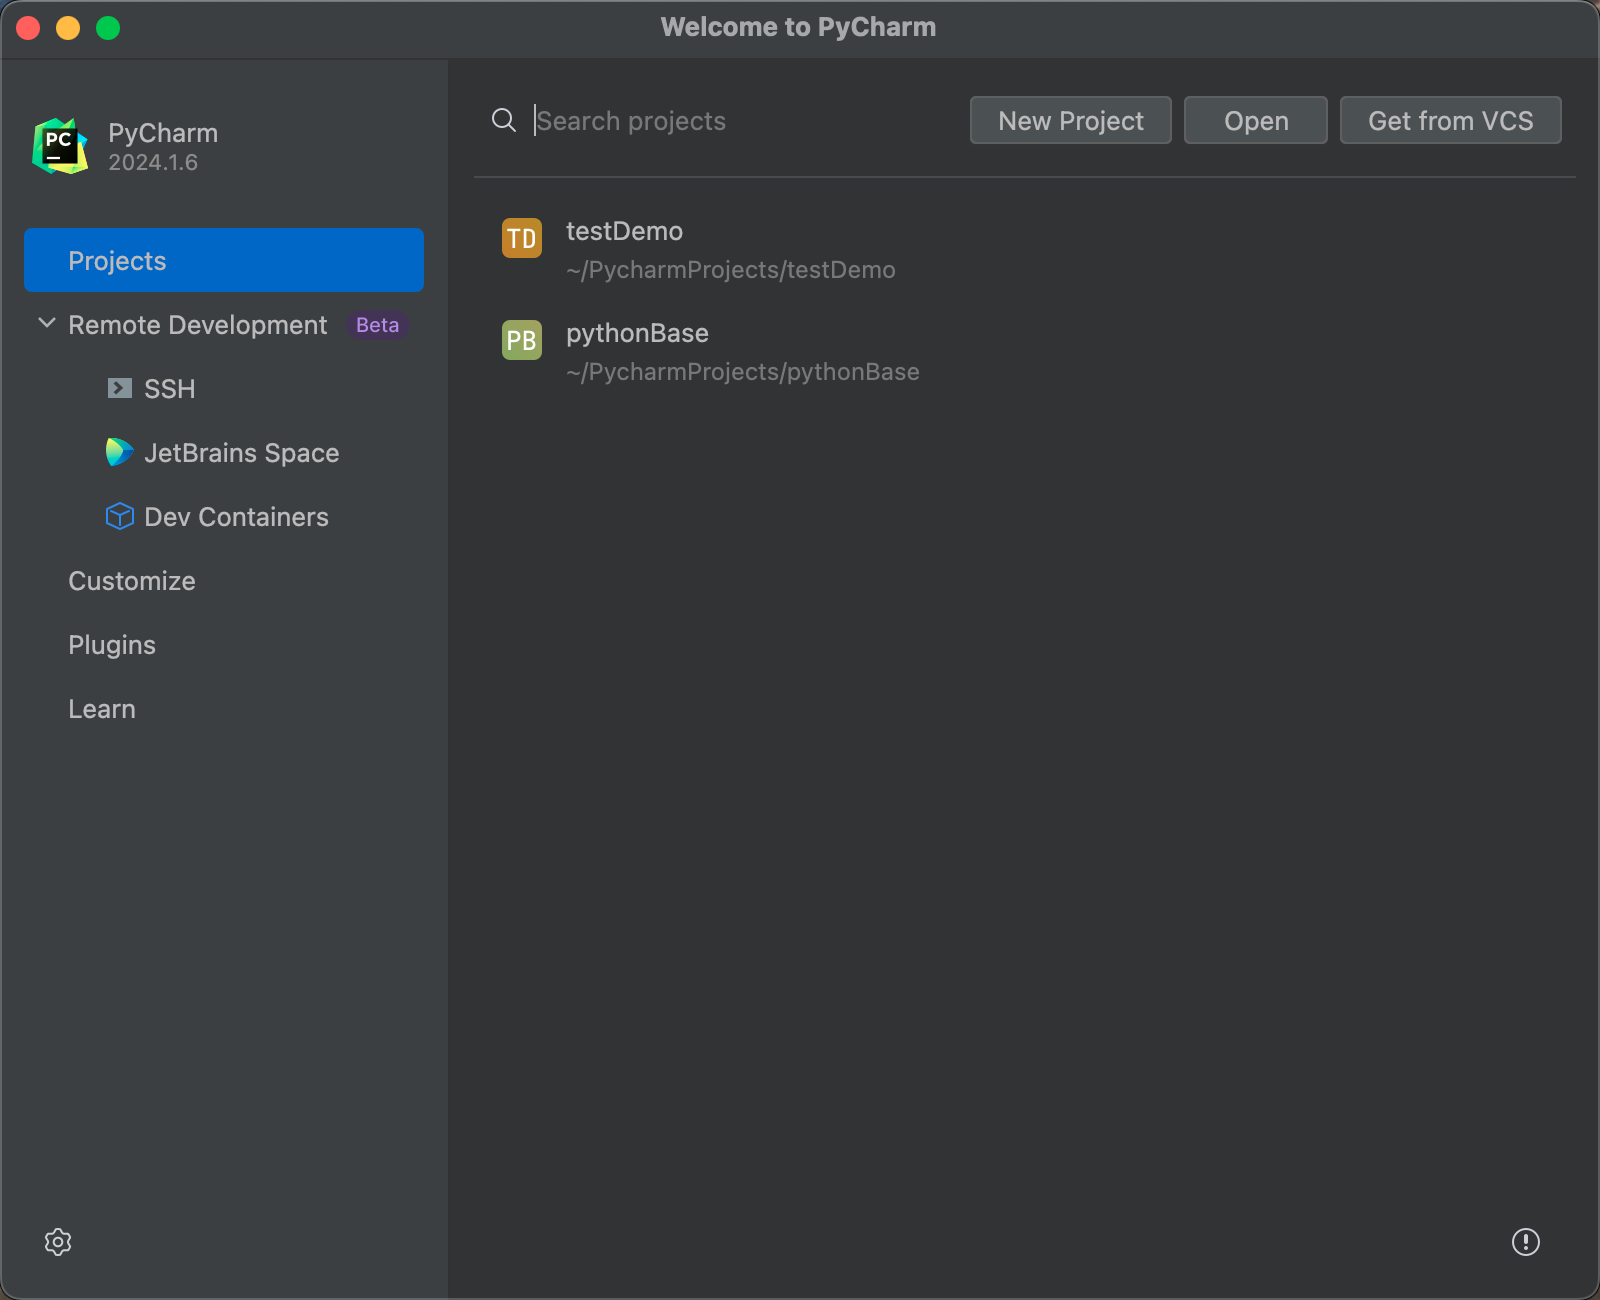 Welcome to PyCharm
PC
PyCharm
2024.1.6
Projects
Remote Development Beta
SSH
JetBrains Space
Dev Containers
Customize
Plugins
Learn
Search projects
New Project
Open
Get from VCS
TD
testDemo
~/PycharmProjects/testDemo
PB
pythonBase
~/PycharmProjects/pythonBase